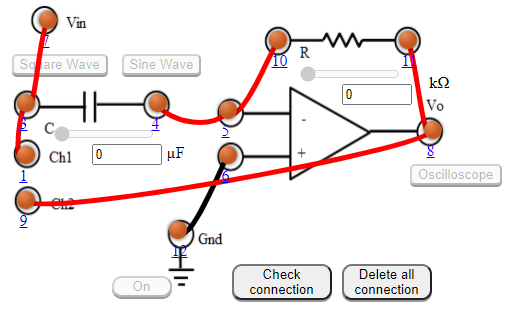 Vin
7
Square Wave
Sine Wave
10
R
11
0
kΩ
Vo
3
C
4
5
-
1
Ch1
0
μF
6
+
8
Oscilloscope
9
Ch2
12
Gnd
On
Check
connection
Delete all
connection